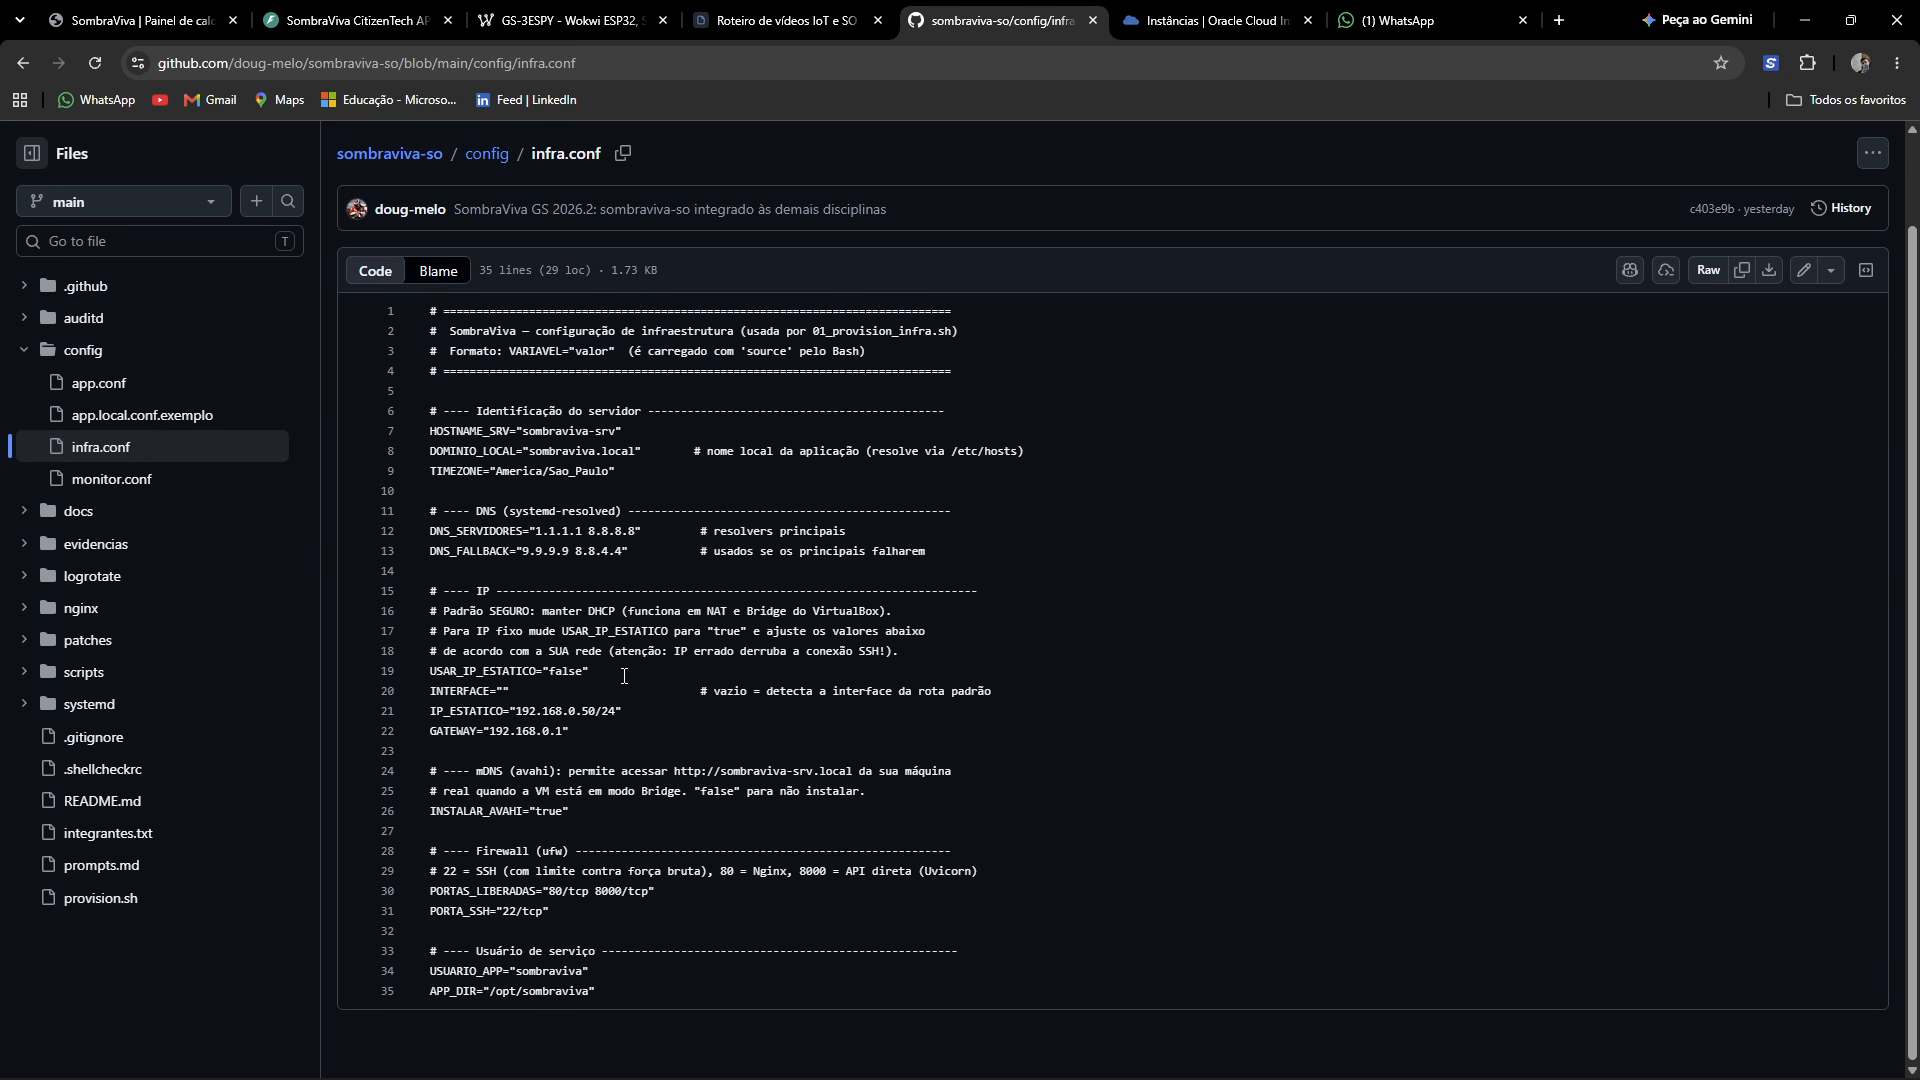 SombraViva | Painel de calo
SombraViva CitizenTech AP
GS-3ESPY - Wokwi ESP32, S
Roteiro de vídeos IoT e SO
sombraviva-so/config/infra
Instâncias | Oracle Cloud In
(1) WhatsApp
Peça ao Gemini
github.com/doug-melo/sombraviva-so/blob/main/config/infra.conf
WhatsApp
Gmail
Maps
Educação - Microso...
Feed | LinkedIn
Todos os favoritos
Files
main
Go to file
T
.github
auditd
config
app.conf
app.local.conf.exemplo
infra.conf
monitor.conf
docs
evidencias
logrotate
nginx
patches
scripts
systemd
.gitignore
.shellcheckrc
README.md
integrantes.txt
prompts.md
provision.sh
sombraviva-so / config / infra.conf
doug-melo SombraViva GS 2026.2: sombraviva-so integrado às demais disciplinas
c403e9b · yesterday
History
Code
Blame
35 lines (29 loc) · 1.73 KB
Raw
1 # =============================================================================
2 # SombraViva — configuração de infraestrutura (usada por 01_provision_infra.sh)
3 # Formato: VARIAVEL="valor" (é carregado com 'source' pelo Bash)
4 # =============================================================================
5
6 # ---- Identificação do servidor ---------------------------------------------
7 HOSTNAME_SRV="sombraviva-srv"
8 DOMINIO_LOCAL="sombraviva.local" # nome local da aplicação (resolve via /etc/hosts)
9 TIMEZONE="America/Sao_Paulo"
10
11 # ---- DNS (systemd-resolved) -------------------------------------------------
12 DNS_SERVIDORES="1.1.1.1 8.8.8.8" # resolvers principais
13 DNS_FALLBACK="9.9.9.9 8.8.4.4" # usados se os principais falharem
14
15 # ---- IP -------------------------------------------------------------------------
16 # Padrão SEGURO: manter DHCP (funciona em NAT e Bridge do VirtualBox).
17 # Para IP fixo mude USAR_IP_ESTATICO para "true" e ajuste os valores abaixo
18 # de acordo com a SUA rede (atenção: IP errado derruba a conexão SSH!).
19 USAR_IP_ESTATICO="false"
20 INTERFACE="" # vazio = detecta a interface da rota padrão
21 IP_ESTATICO="192.168.0.50/24"
22 GATEWAY="192.168.0.1"
23
24 # ---- mDNS (avahi): permite acessar http://sombraviva-srv.local da sua máquina
25 # real quando a VM está em modo Bridge. "false" para não instalar.
26 INSTALAR_AVAHI="true"
27
28 # ---- Firewall (ufw) ---------------------------------------------------------
29 # 22 = SSH (com limite contra força bruta), 80 = Nginx, 8000 = API direta (Uvicorn)
30 PORTAS_LIBERADAS="80/tcp 8000/tcp"
31 PORTA_SSH="22/tcp"
32
33 # ---- Usuário de serviço ------------------------------------------------------
34 USUARIO_APP="sombraviva"
35 APP_DIR="/opt/sombraviva"